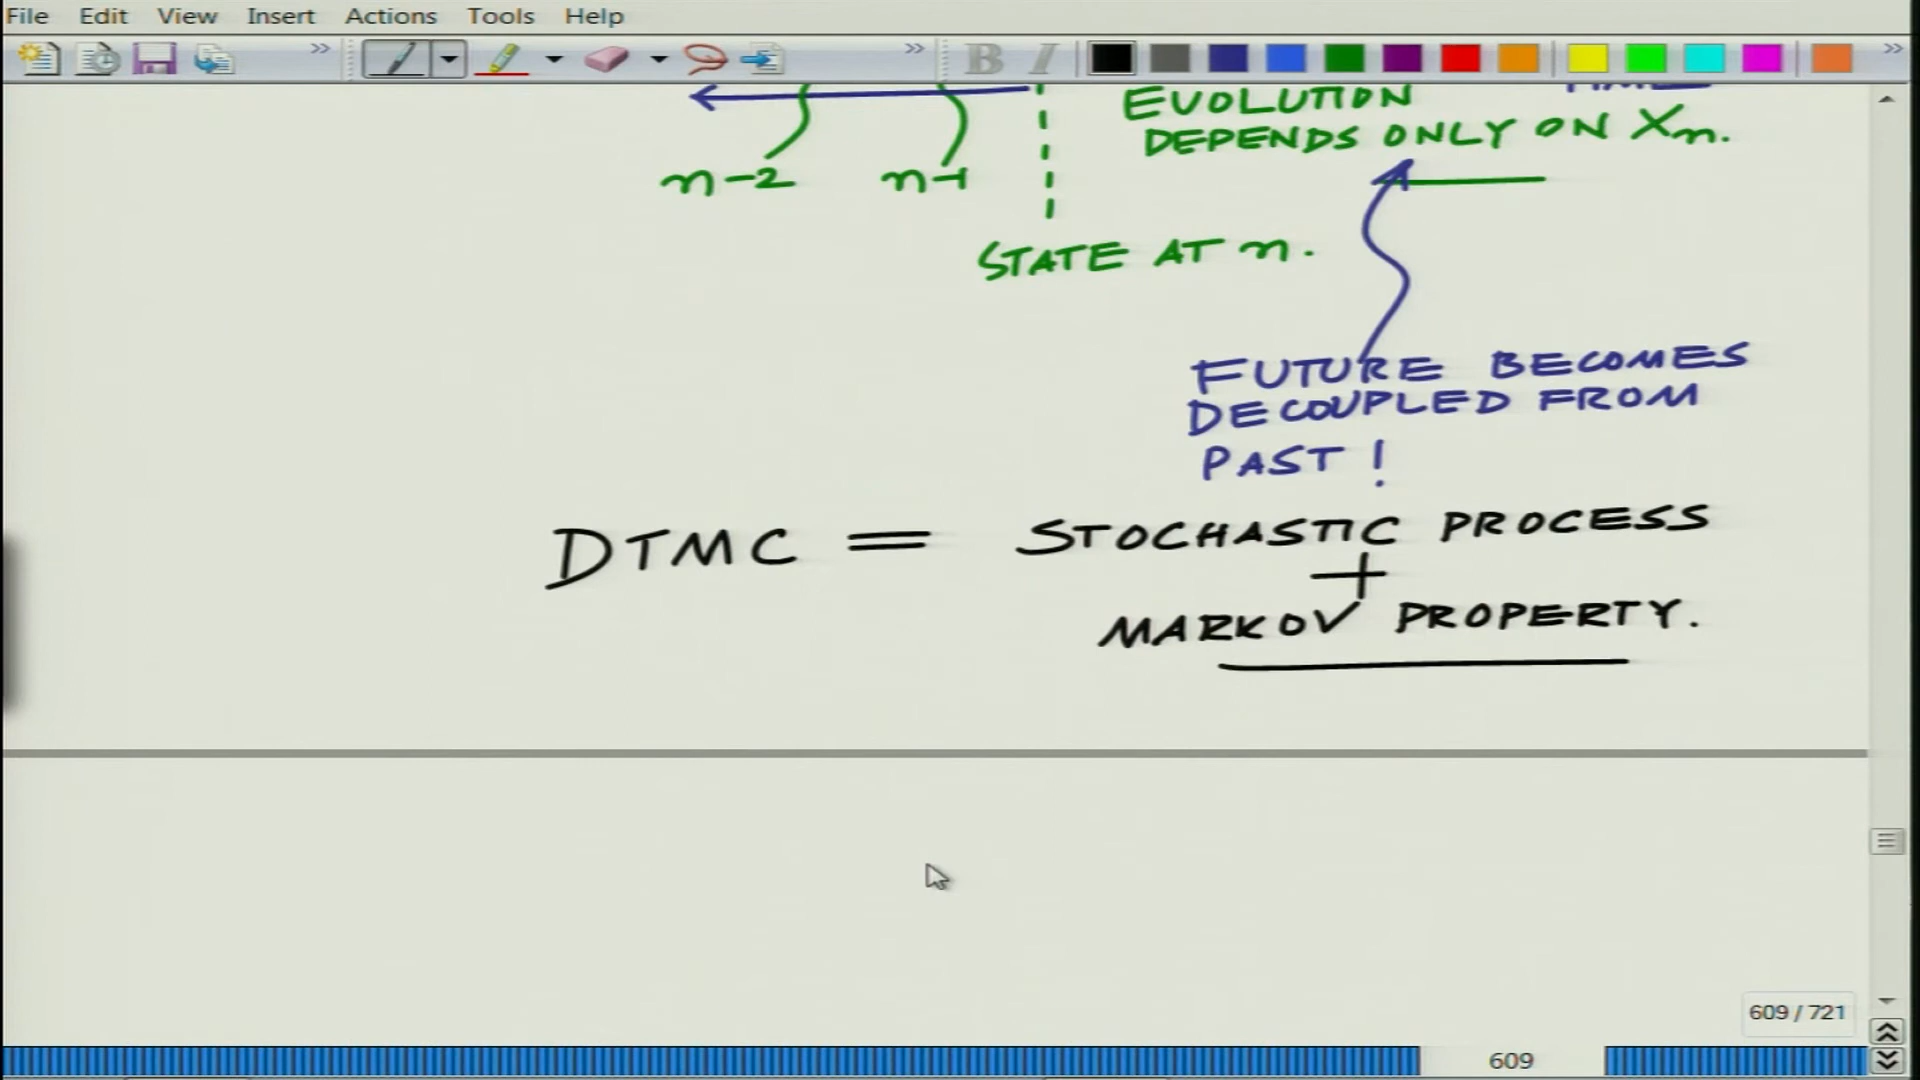 File Edit View Insert Actions Tools Help
B I
EVOLUTION
DEPENDS ONLY ON Xn.
n-2 n-1
STATE AT n.
FUTURE BECOMES
DECOUPLED FROM
PAST!
DTMC = STOCHASTIC PROCESS
+
MARKOV PROPERTY.
609 / 721
609